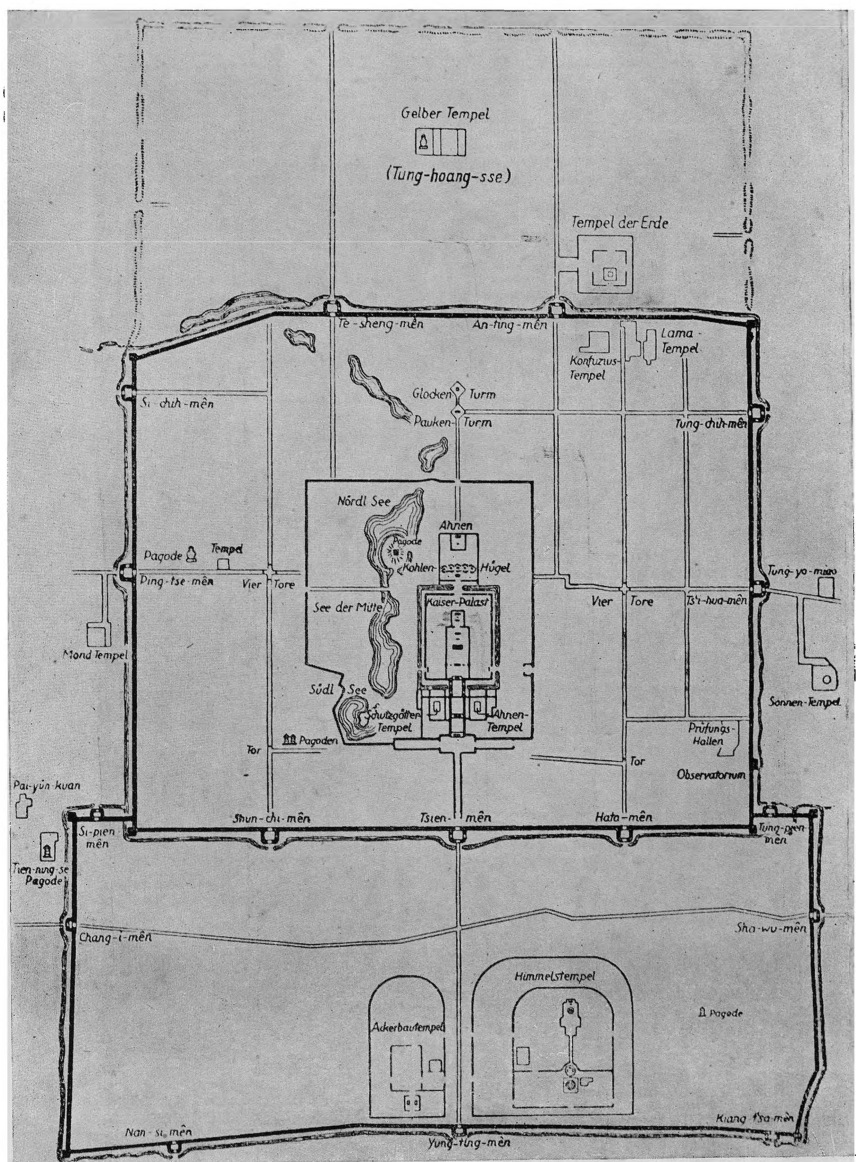 Gelber Tempel
(Tung-hoang-sse)
Tempel der Erde
Te-sheng-mên
An-ting-mên
Konfuzius-
Tempel
Lama-
Tempel
Si-chih-mên
Glocken Turm
Pauken Turm
Tung-chih-mên
Nördl See
Pagode
Ahnen
Kohlen- Hügel
Pagode
Tempel
Ping-tse-mên
Vier Tore
See der Mitte
Kaiser-Palast
Vier Tore
Ts'i-hua-mên
Tung-yo-miao
Mond Tempel
Südl See
Schutzgötter-
Tempel
Ahnen-
Tempel
Sonnen-Tempel
Prüfungs-
Hallen
Tor
Pagoden
Tor
Observatorium
Pai-yün-kuan
Si-pien
mên
Shun-chi-mên
Tsien-mên
Hata-mên
Tung-pien
mên
Tien-ning-se
Pagode
Chang-i-mên
Sha-wu-mên
Himmelstempel
Ackerbautempel
Pagode
Nan-si-mên
Yung-ting-mên
Kiang-tsa-mên